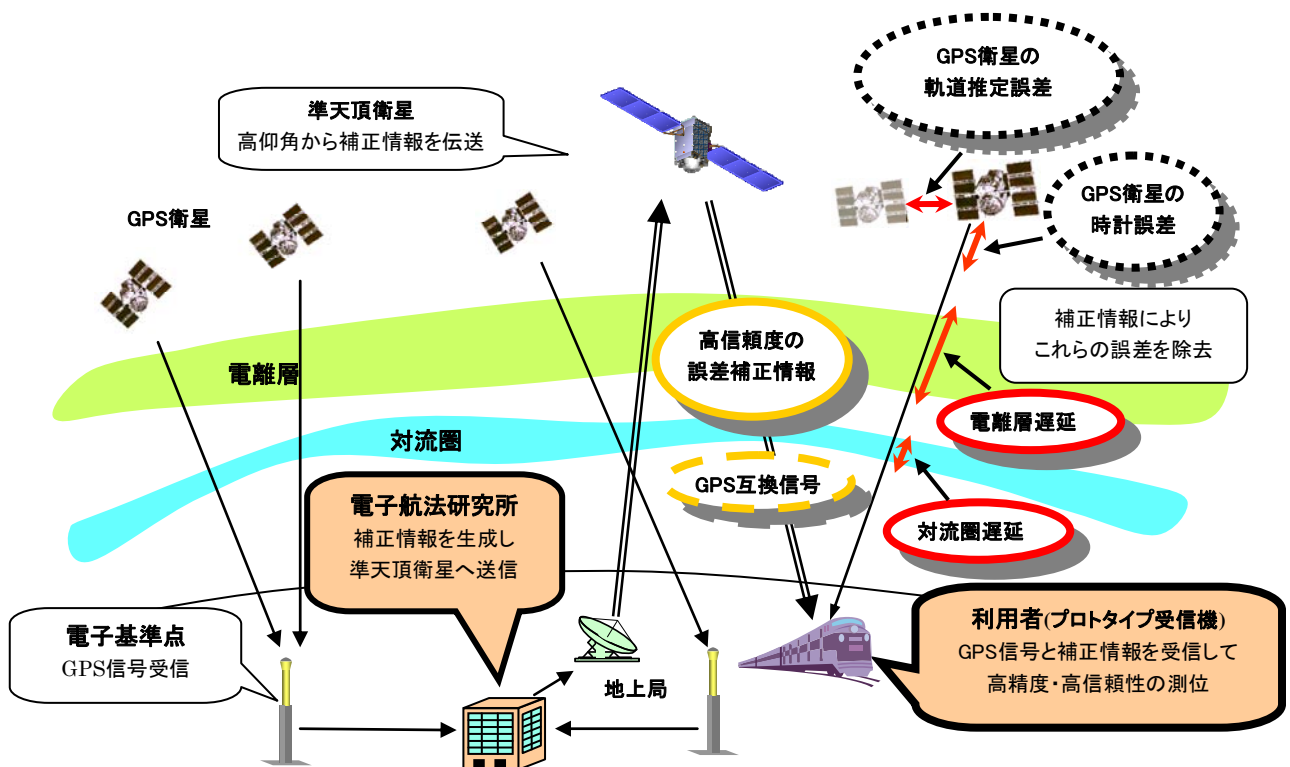 GPS衛星の
軌道推定誤差
準天頂衛星
高仰角から補正情報を伝送
GPS衛星の
時計誤差
GPS衛星
補正情報により
これらの誤差を除去
高信頼度の
誤差補正情報
電離層
電離層遅延
対流圏
GPS互換信号
対流圏遅延
電子航法研究所
補正情報を生成し
準天頂衛星へ送信
電子基準点
GPS信号受信
地上局
利用者(プロトタイプ受信機)
GPS信号と補正情報を受信して
高精度・高信頼性の測位